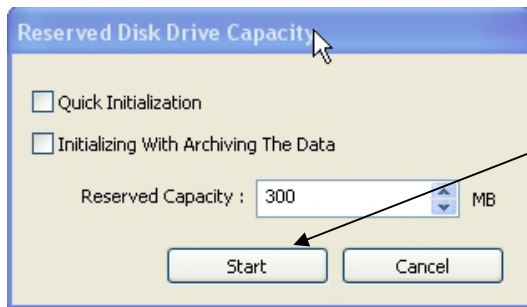 Reserved Disk Drive Capacity
Quick Initialization
Initializing With Archiving The Data
Reserved Capacity : 300 MB
Start Cancel